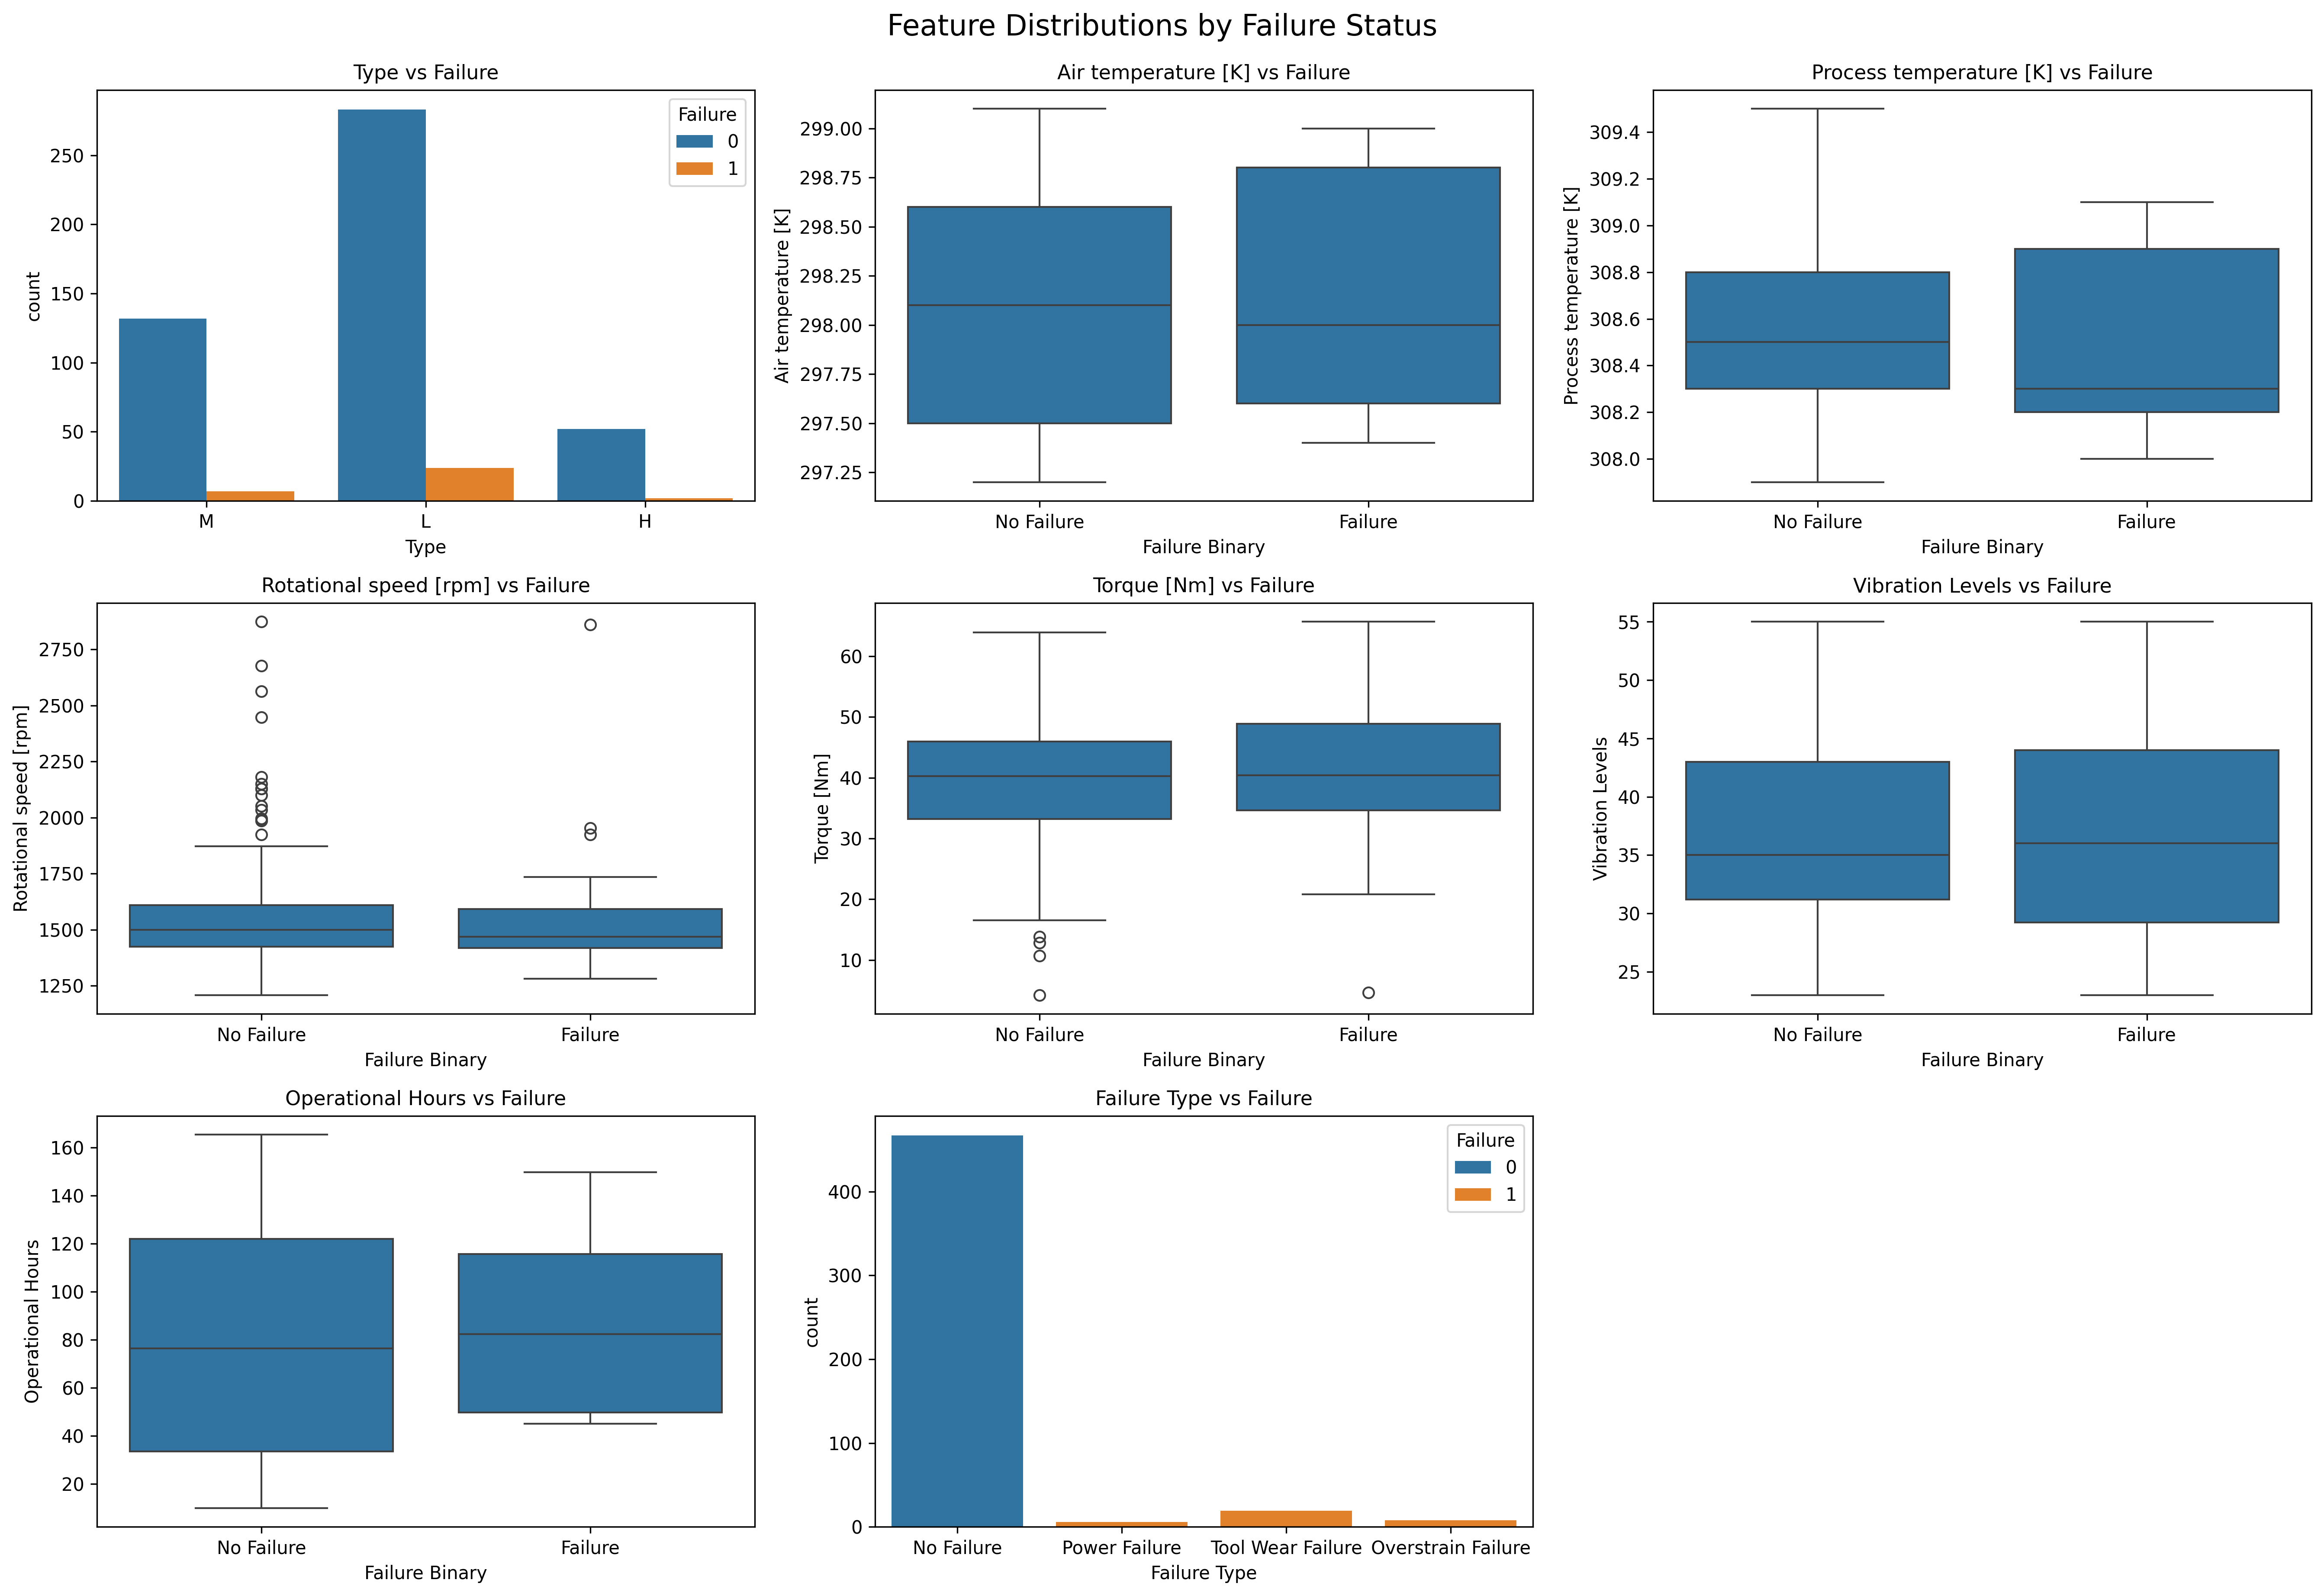 Feature Distributions by Failure Status
Type vs Failure
count
250
200
150
100
50
0
M
L
H
Type
Failure
0
1
Air temperature [K] vs Failure
Air temperature [K]
299.00
298.75
298.50
298.25
298.00
297.75
297.50
297.25
No Failure
Failure
Failure Binary
Process temperature [K] vs Failure
Process temperature [K]
309.4
309.2
309.0
308.8
308.6
308.4
308.2
308.0
No Failure
Failure
Failure Binary
Rotational speed [rpm] vs Failure
Rotational speed [rpm]
2750
2500
2250
2000
1750
1500
1250
No Failure
Failure
Failure Binary
Torque [Nm] vs Failure
Torque [Nm]
60
50
40
30
20
10
No Failure
Failure
Failure Binary
Vibration Levels vs Failure
Vibration Levels
55
50
45
40
35
30
25
No Failure
Failure
Failure Binary
Operational Hours vs Failure
Operational Hours
160
140
120
100
80
60
40
20
No Failure
Failure
Failure Binary
Failure Type vs Failure
count
400
300
200
100
0
No Failure
Power Failure
Tool Wear Failure
Overstrain Failure
Failure Type
Failure
0
1